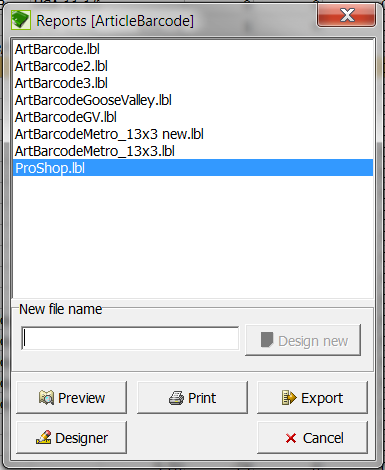 Reports [ArticleBarcode]
ArtBarcode.lbl
ArtBarcode2.lbl
ArtBarcode3.lbl
ArtBarcodeGooseValley.lbl
ArtBarcodeGV.lbl
ArtBarcodeMetro_13x3 new.lbl
ArtBarcodeMetro_13x3.lbl
ProShop.lbl
New file name
Design new
Preview Print Export
Designer Cancel